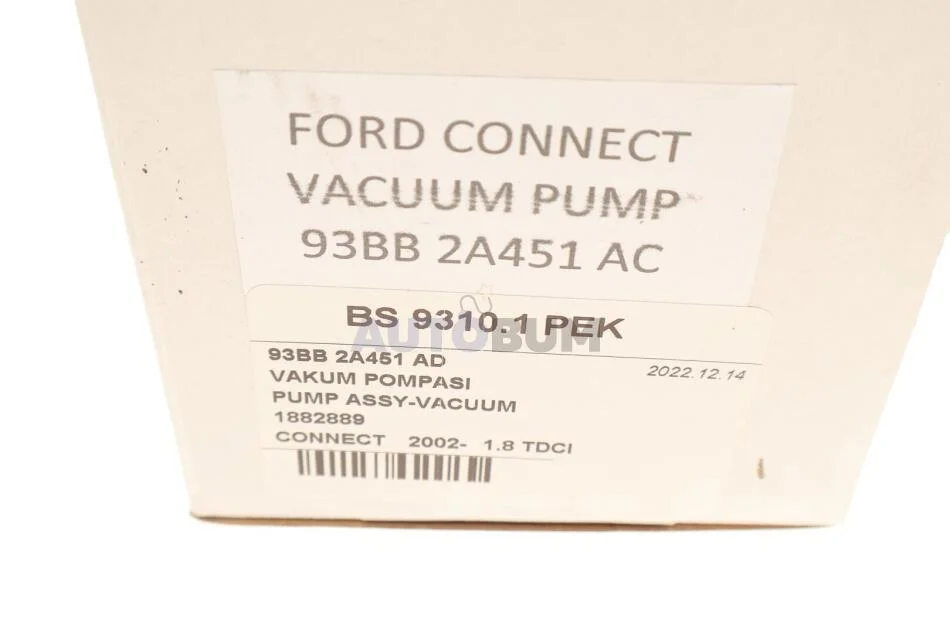 FORD CONNECT
VACUUM PUMP
93BB 2A451 AC
BS 9310.1 PEK
AUTOBUM
93BB 2A451 AD
2022.12.14
VAKUM POMPASI
PUMP ASSY-VACUUM
1882889
CONNECT 2002- 1.8 TDCI